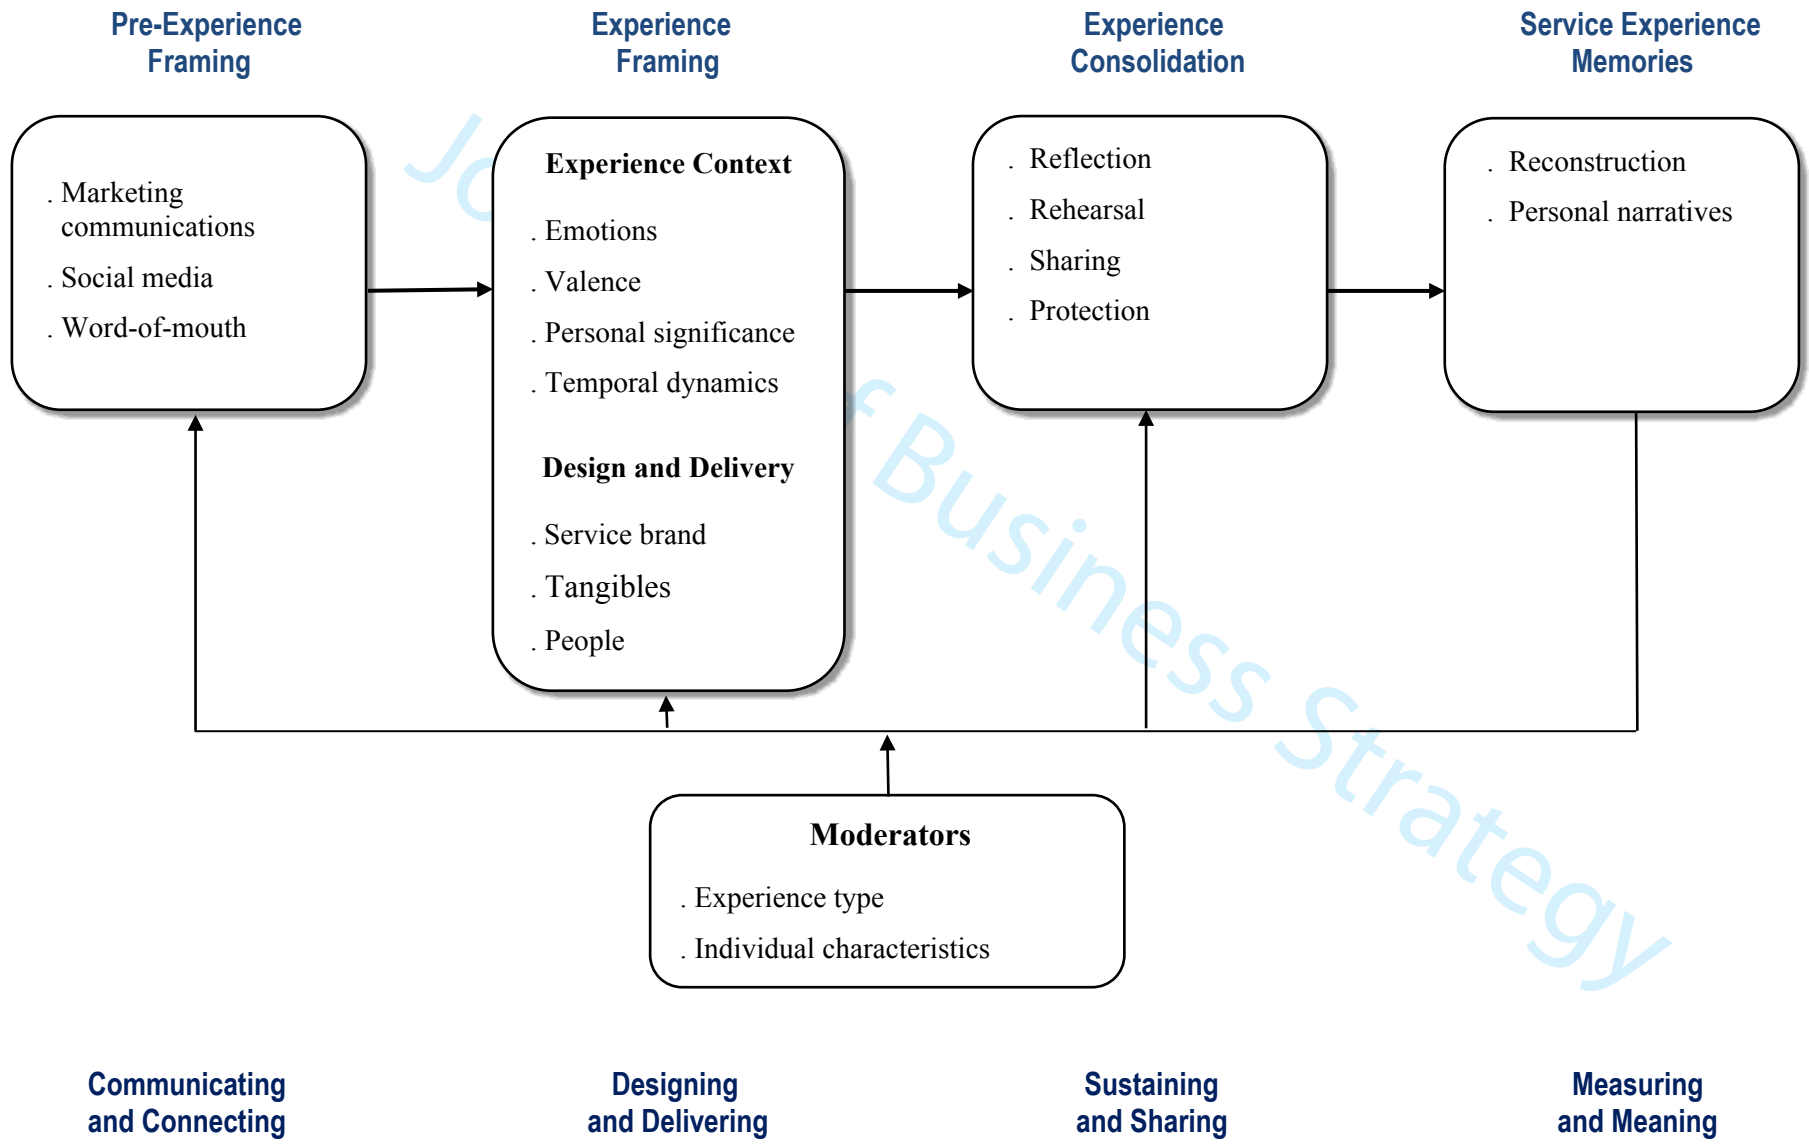 Pre-Experience
Framing
Experience
Framing
Experience
Consolidation
Service Experience
Memories
. Marketing
communications
. Social media
. Word-of-mouth
Experience Context
. Emotions
. Valence
. Personal significance
. Temporal dynamics
Design and Delivery
. Service brand
. Tangibles
. People
. Reflection
. Rehearsal
. Sharing
. Protection
. Reconstruction
. Personal narratives
Moderators
. Experience type
. Individual characteristics
Communicating
and Connecting
Designing
and Delivering
Sustaining
and Sharing
Measuring
and Meaning
Business Strategy